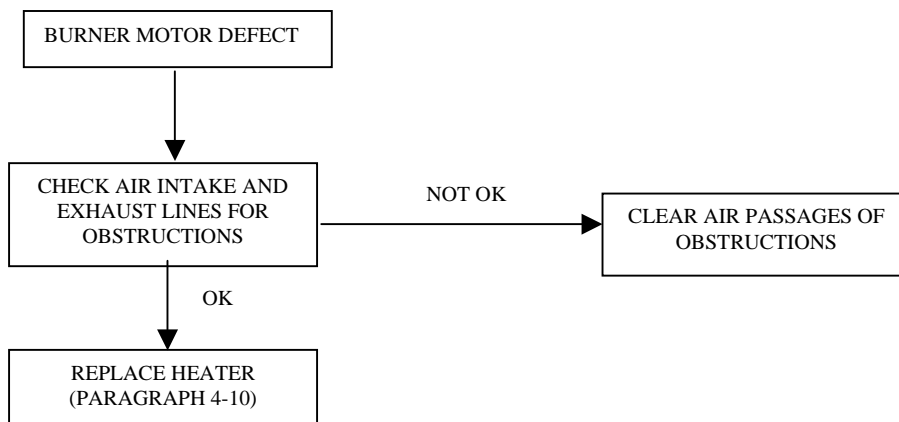 BURNER MOTOR DEFECT
CHECK AIR INTAKE AND
EXHAUST LINES FOR
OBSTRUCTIONS
NOT OK
CLEAR AIR PASSAGES OF
OBSTRUCTIONS
OK
REPLACE HEATER
(PARAGRAPH 4-10)